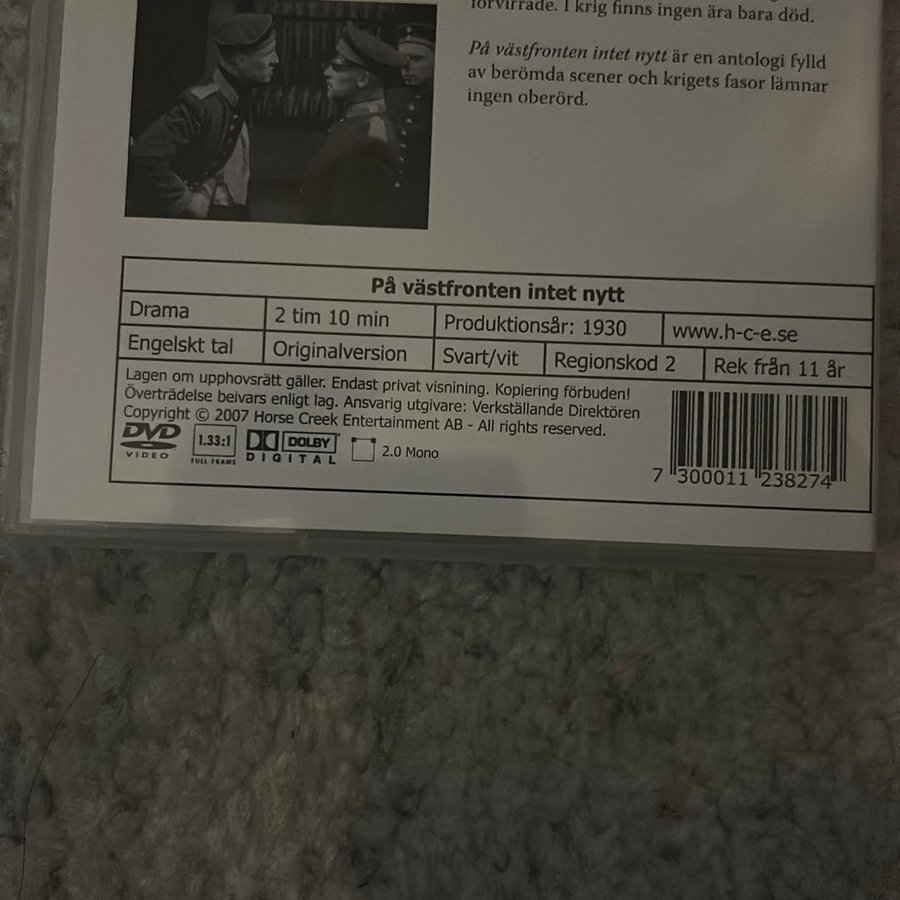 förvirrade. I krig finns ingen ära bara död.
På västfronten intet nytt är en antologi fylld
av berömda scener och krigets fasor lämnar
ingen oberörd.
På västfronten intet nytt
Drama
2 tim 10 min
Produktionsår: 1930
www.h-c-e.se
Engelskt tal
Originalversion
Svart/vit
Regionskod 2
Rek från 11 år
Lagen om upphovsrätt gäller. Endast privat visnining. Kopiering förbuden!
Överträdelse beivars enligt lag. Ansvarig utgivare: Verkställande Direktören
Copyright © 2007 Horse Creek Entertainment AB - All rights reserved.
DVD
VIDEO
1.33:1
FULL FRAME
DOLBY
DIGITAL
2.0 Mono
7 300011 238274